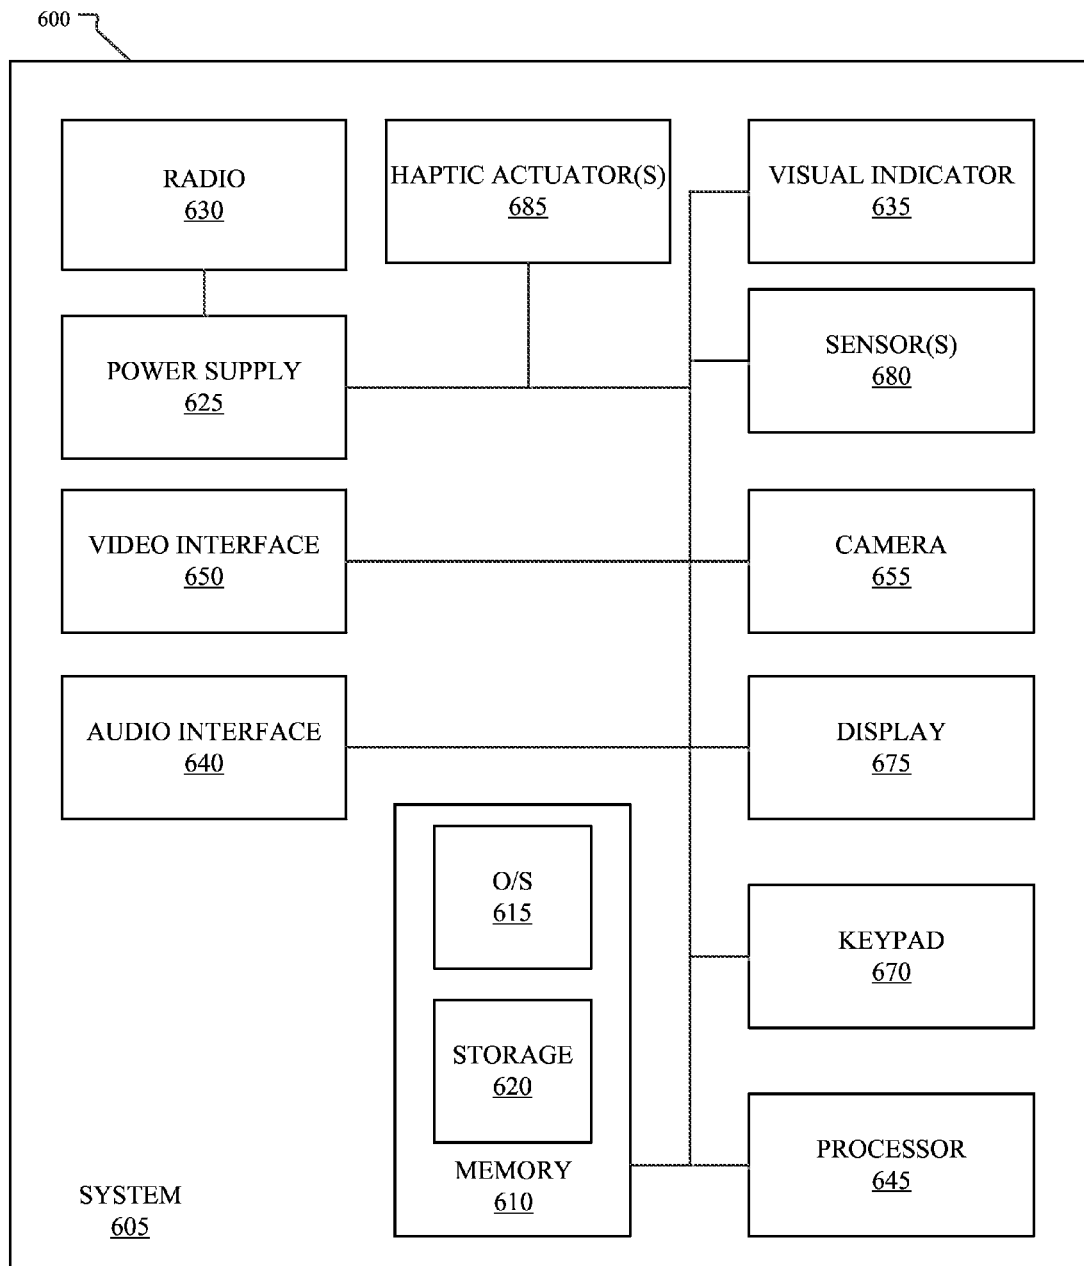 600
RADIO
630
HAPTIC ACTUATOR(S)
685
VISUAL INDICATOR
635
POWER SUPPLY
625
SENSOR(S)
680
VIDEO INTERFACE
650
CAMERA
655
AUDIO INTERFACE
640
DISPLAY
675
O/S
615
KEYPAD
670
STORAGE
620
MEMORY
610
PROCESSOR
645
SYSTEM
605